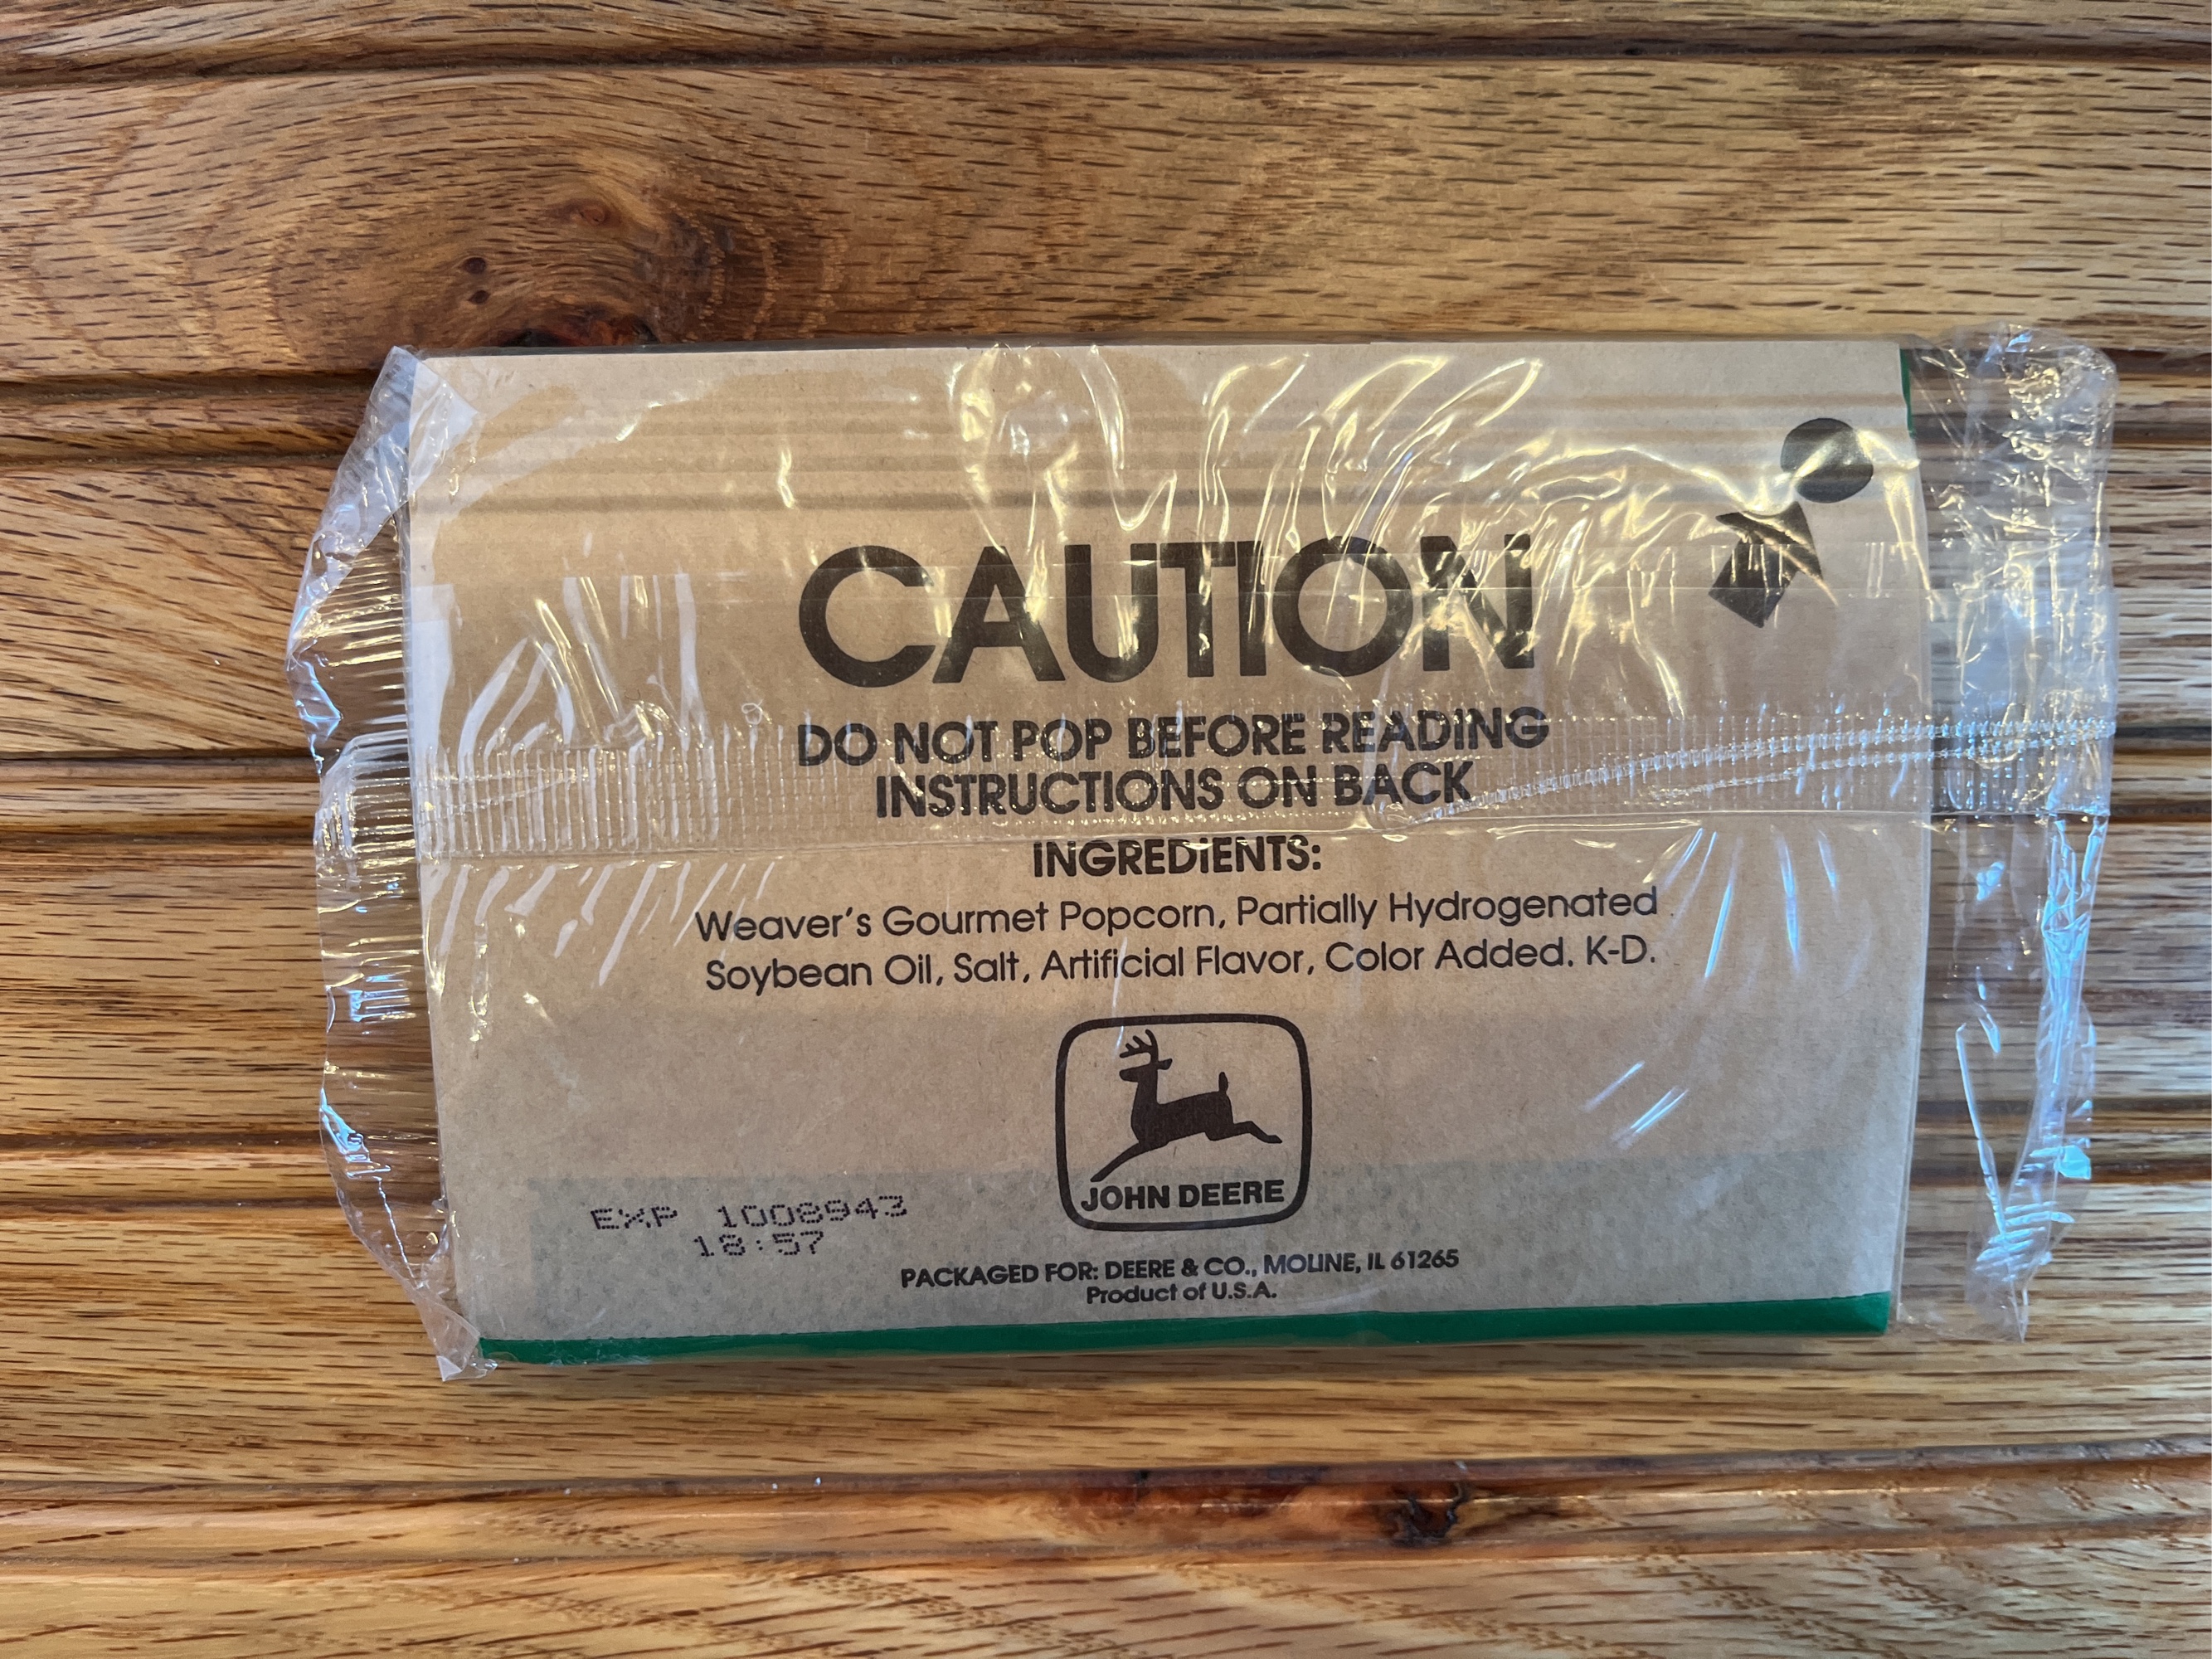 CAUTION
DO NOT POP BEFORE READING
INSTRUCTIONS ON BACK
INGREDIENTS:
Weaver's Gourmet Popcorn, Partially Hydrogenated
Soybean Oil, Salt, Artificial Flavor, Color Added. K-D.
JOHN DEERE
EXP 1008943
18:57
PACKAGED FOR: DEERE & CO., MOLINE, IL 61265
Product of U.S.A.